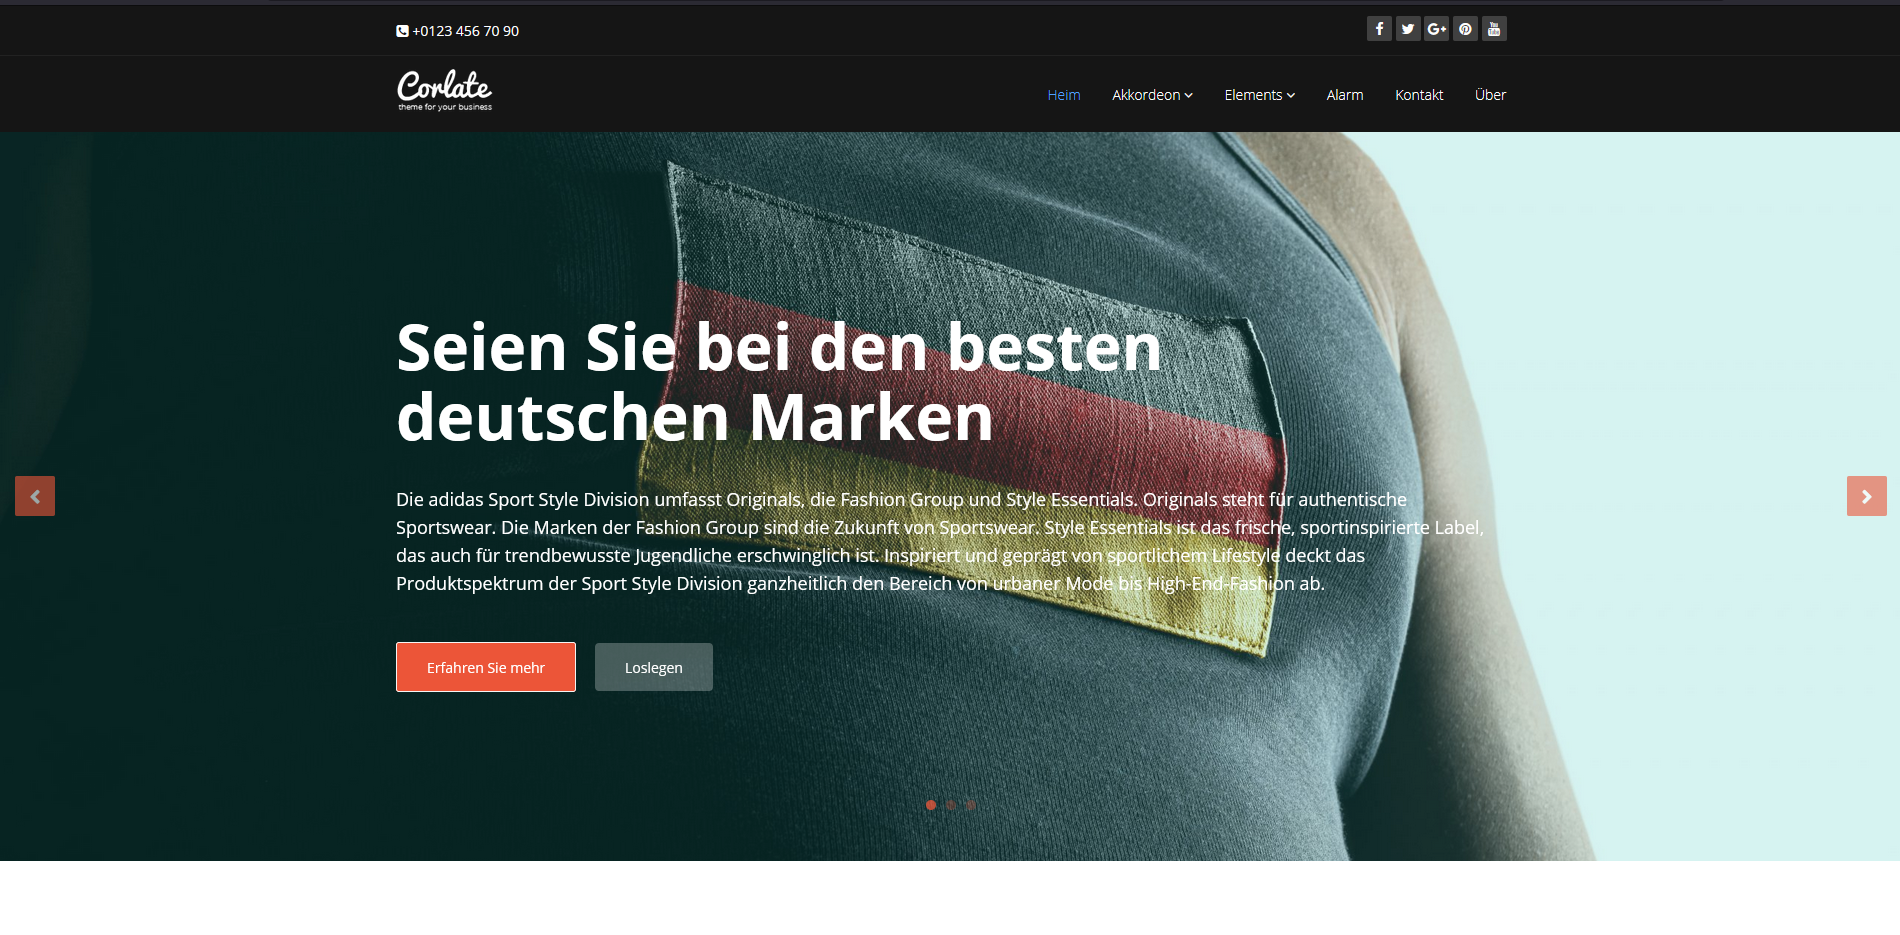 +0123 456 70 90
Corlate
theme for your business
Heim Akkordeon Elements Alarm Kontakt Über
Seien Sie bei den besten
deutschen Marken
Die adidas Sport Style Division umfasst Originals, die Fashion Group und Style Essentials. Originals steht für authentische
Sportswear. Die Marken der Fashion Group sind die Zukunft von Sportswear. Style Essentials ist das frische, sportinspirierte Label,
das auch für trendbewusste Jugendliche erschwinglich ist. Inspiriert und geprägt von sportlichem Lifestyle deckt das
Produktspektrum der Sport Style Division ganzheitlich den Bereich von urbaner Mode bis High-End-Fashion ab.
Erfahren Sie mehr Loslegen